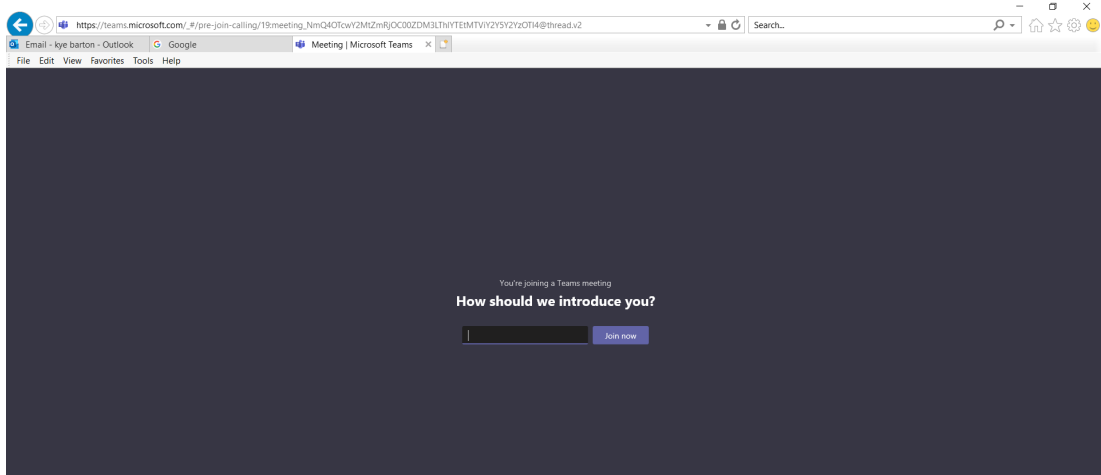 https://teams.microsoft.com/_#/pre-join-calling/19:meeting_NmQ4OTcwY2MtZmRjOC00ZDM3LThlYTEtMTViY2Y5Y2YzOTI4@thread.v2
Search...
Email - kye barton - Outlook
Google
Meeting | Microsoft Teams
File Edit View Favorites Tools Help
You're joining a Teams meeting
How should we introduce you?
Join now